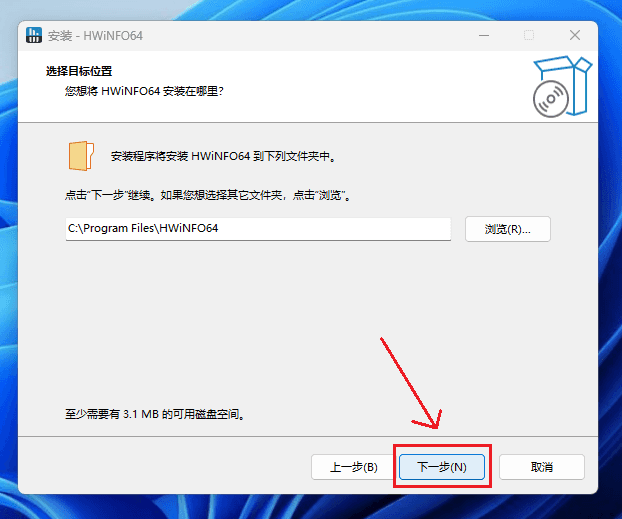 安装 - HWiNFO64
选择目标位置
您想将 HWiNFO64 安装在哪里?
安装程序将安装 HWiNFO64 到下列文件夹中。
点击“下一步”继续。如果您想选择其它文件夹，点击“浏览”。
C:\Program Files\HWiNFO64
浏览(R)...
至少需要有 3.1 MB 的可用磁盘空间。
上一步(B)
下一步(N)
取消